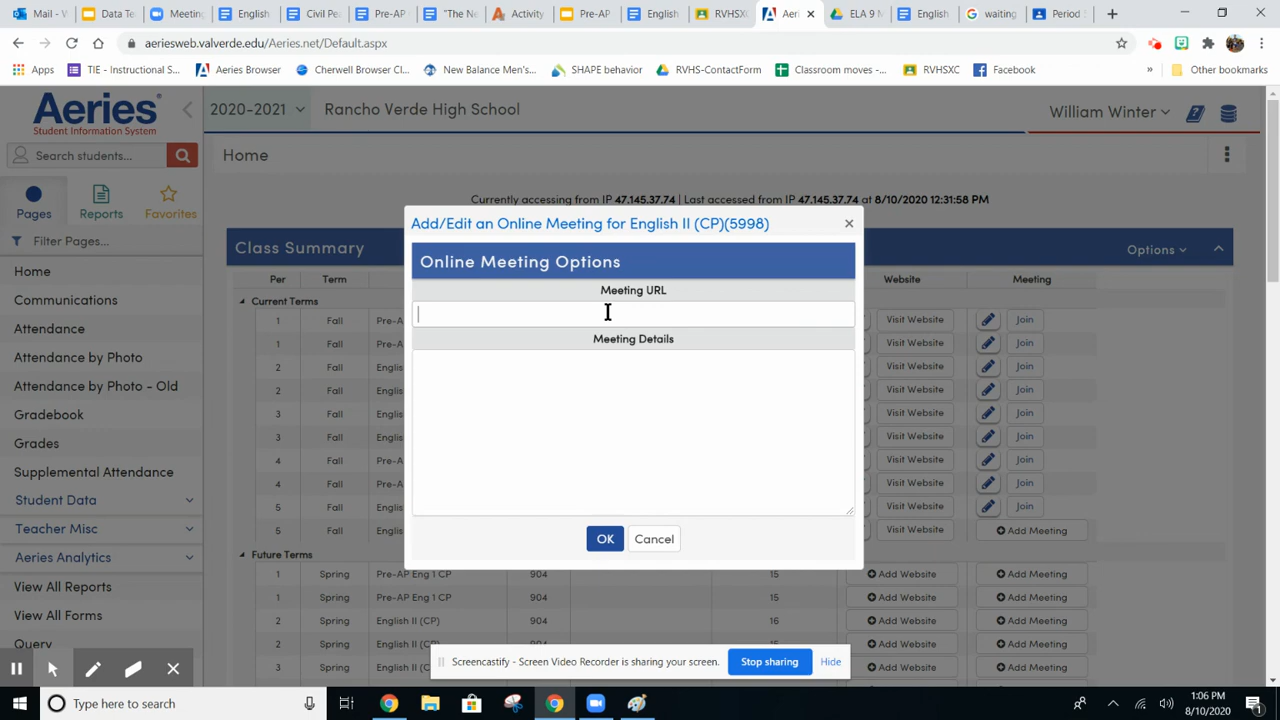 Mail - V
Data Te
Meeting
English
Civil Pe
Pre-AP
"The Ne
Activity
Pre-AP
English
RVHSX
Aeri
ELA 9 M
English
waiting
Period
aeriesweb.valverde.edu/Aeries.net/Default.aspx
Apps
TIE - Instructional S...
Aeries Browser
Cherwell Browser Cl...
New Balance Men's...
SHAPE behavior
RVHS-ContactForm
Classroom moves -...
RVHSXC
Facebook
»
Other bookmarks
Aeries®
Student Information System
2020-2021
Rancho Verde High School
William Winter
Search students...
Home
Pages
Reports
Favorites
Currently accessing from IP 47.145.37.74 | Last accessed from IP 47.145.37.74 at 8/10/2020 12:31:58 PM
Filter Pages...
Add/Edit an Online Meeting for English II (CP)(5998) ×
Class Summary
Options
Online Meeting Options
Per Term Website Meeting
Meeting URL
Meeting Details
OK Cancel
Current Terms
1 Fall Pre-A Visit Website Join
1 Fall Pre-A Visit Website Join
2 Fall Englis Visit Website Join
2 Fall Englis Visit Website Join
3 Fall Englis Visit Website Join
3 Fall Englis Visit Website Join
4 Fall Pre-A Visit Website Join
4 Fall Pre-A Visit Website Join
5 Fall Englis Visit Website Join
5 Fall Englis Visit Website Add Meeting
Future Terms
1 Spring Pre-AP Eng 1 CP 904 15 Add Website Add Meeting
1 Spring Pre-AP Eng 1 CP 904 15 Add Website Add Meeting
2 Spring English II (CP) 904 16 Add Website Add Meeting
2 Spring English II (CP) Add Website Add Meeting
3 Spring English II (CP) Add Website Add Meeting
Home
Communications
Attendance
Attendance by Photo
Attendance by Photo - Old
Gradebook
Grades
Supplemental Attendance
Student Data
Teacher Misc
Aeries Analytics
View All Reports
View All Forms
Query
Screencastify - Screen Video Recorder is sharing your screen.
Stop sharing
Hide
Type here to search
1:06 PM
8/10/2020
1